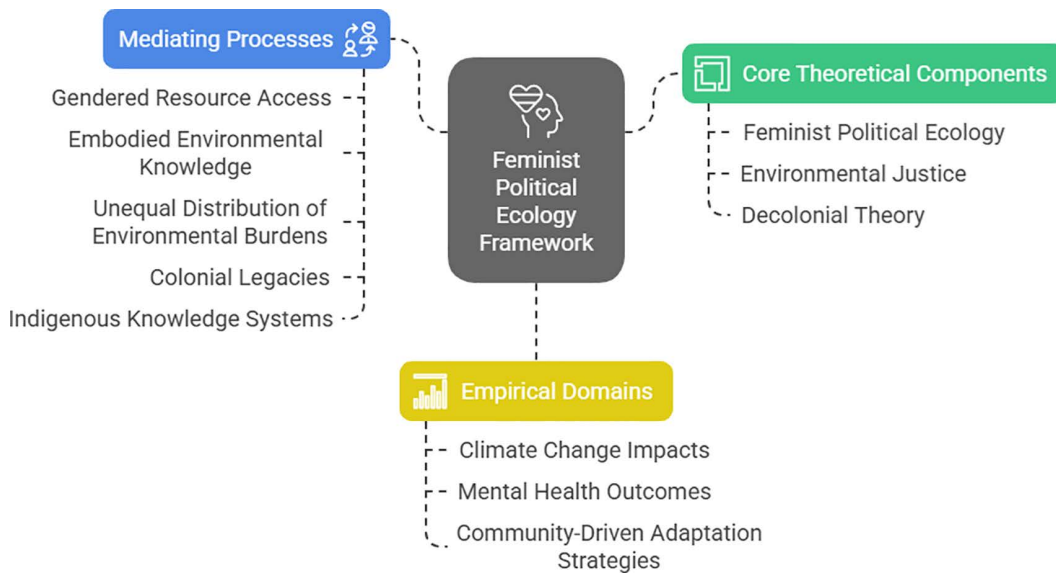 Mediating Processes
Gendered Resource Access
Embodied Environmental
Knowledge
Unequal Distribution of
Environmental Burdens
Colonial Legacies
Indigenous Knowledge Systems
Feminist
Political
Ecology
Framework
Core Theoretical Components
Feminist Political Ecology
Environmental Justice
Decolonial Theory
Empirical Domains
Climate Change Impacts
Mental Health Outcomes
Community-Driven Adaptation
Strategies